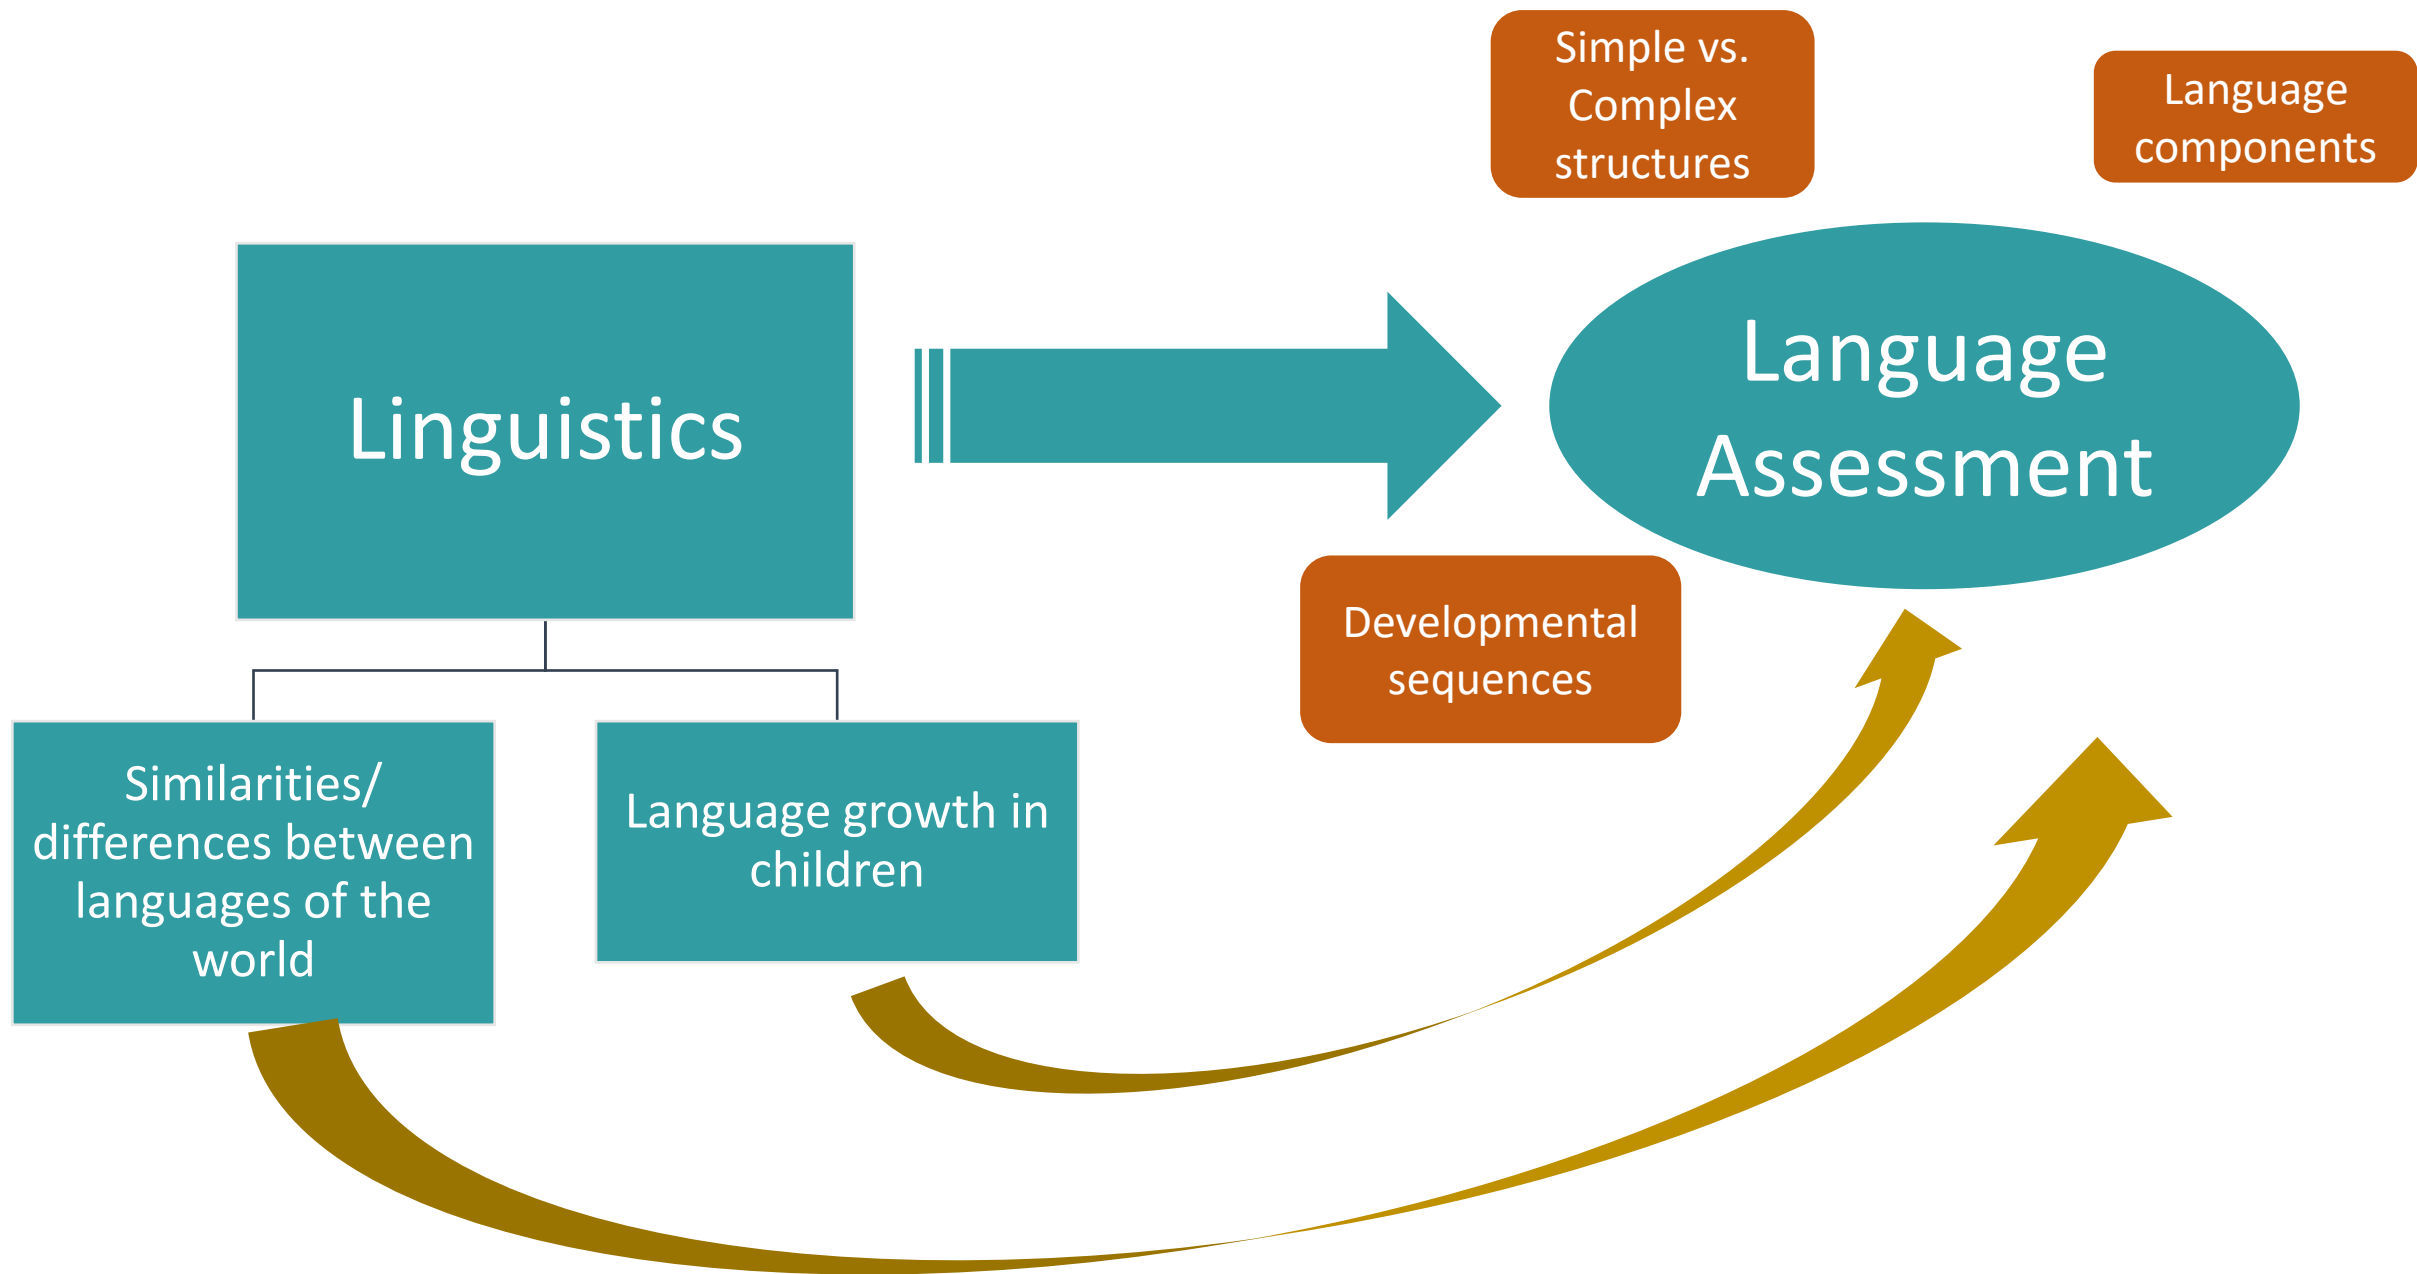 Linguistics
Similarities/
differences between
languages of the
world
Language growth in
children
Simple vs.
Complex
structures
Language
components
Language
Assessment
Developmental
sequences